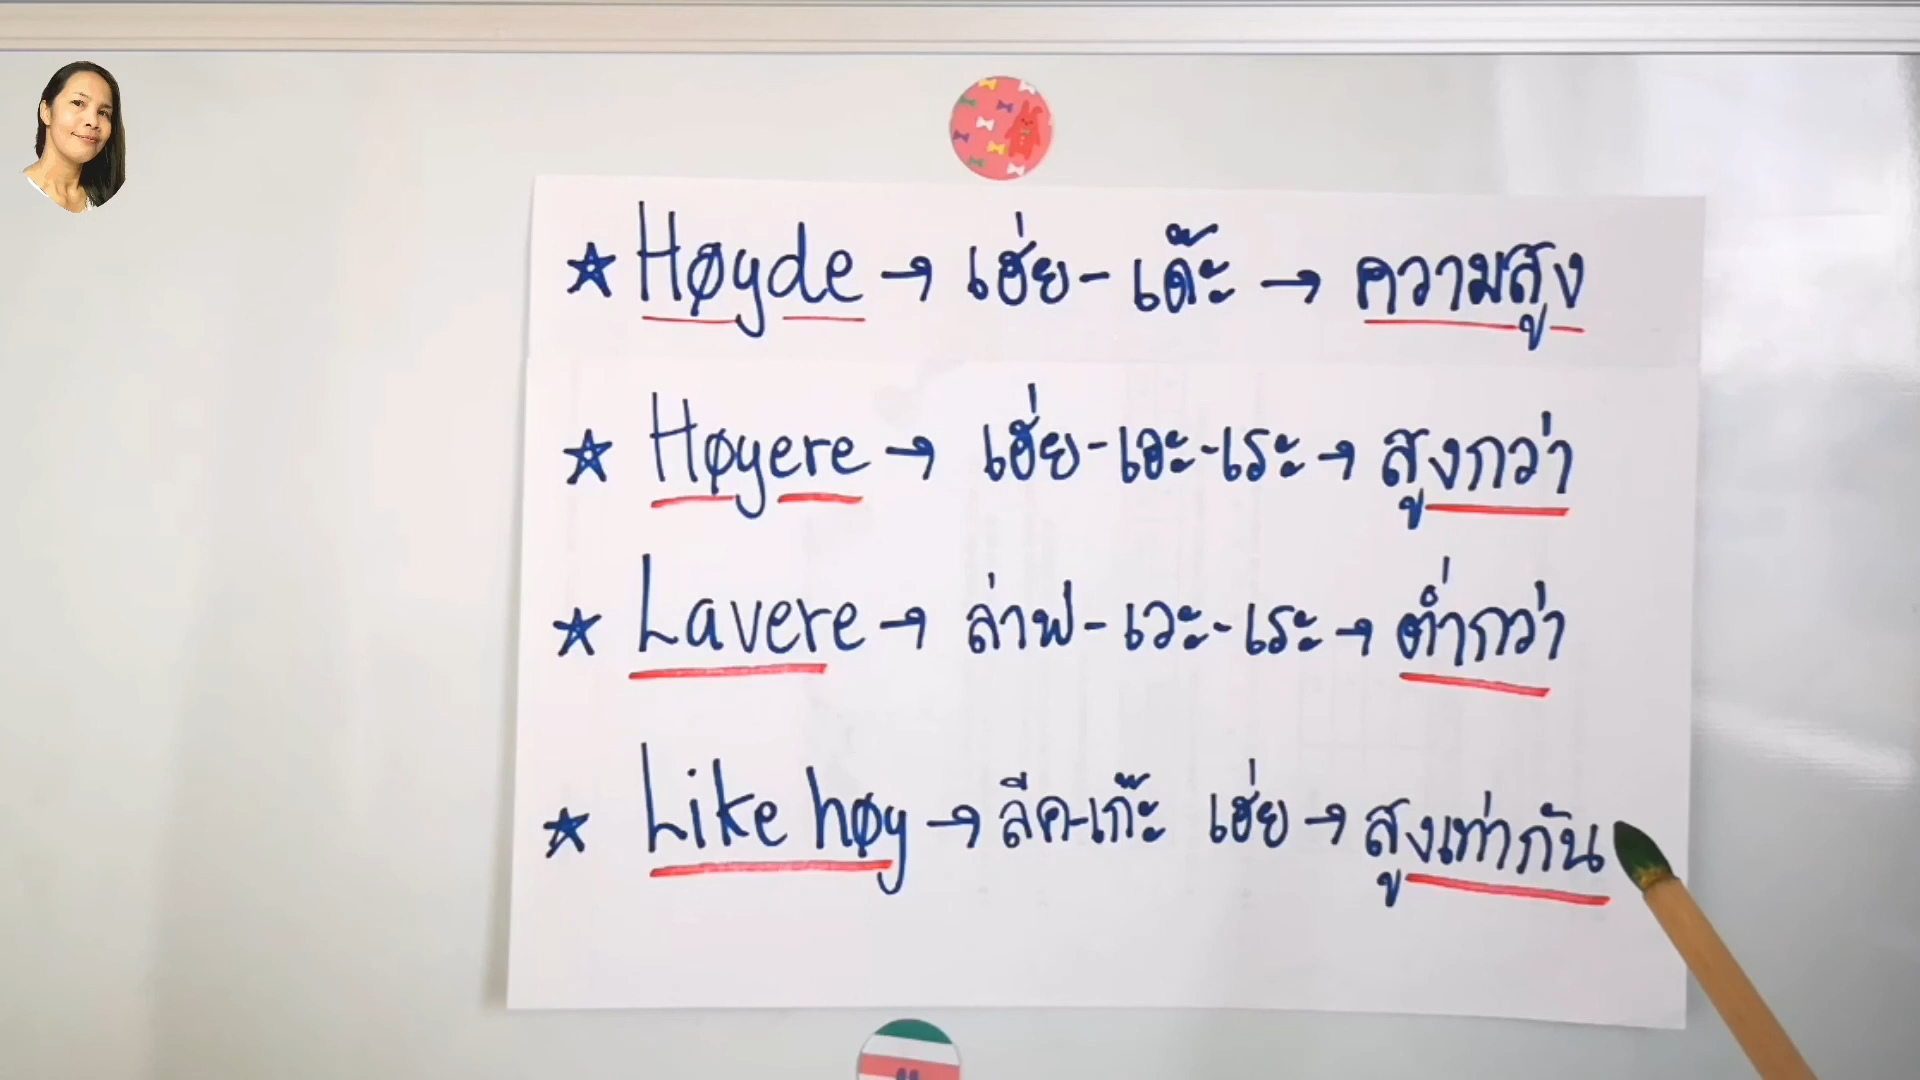 ☆ Høyde → เฮ่ย - เด๊ะ → ความสูง
☆ Høyere → เฮ่ย - เอะ - เระ → สูงกว่า
☆ Lavere → ล่าฟ - เวะ - เระ → ต่ำกว่า
☆ Like høy → ลีค - เก๊ะ เฮ่ย → สูงเท่ากัน